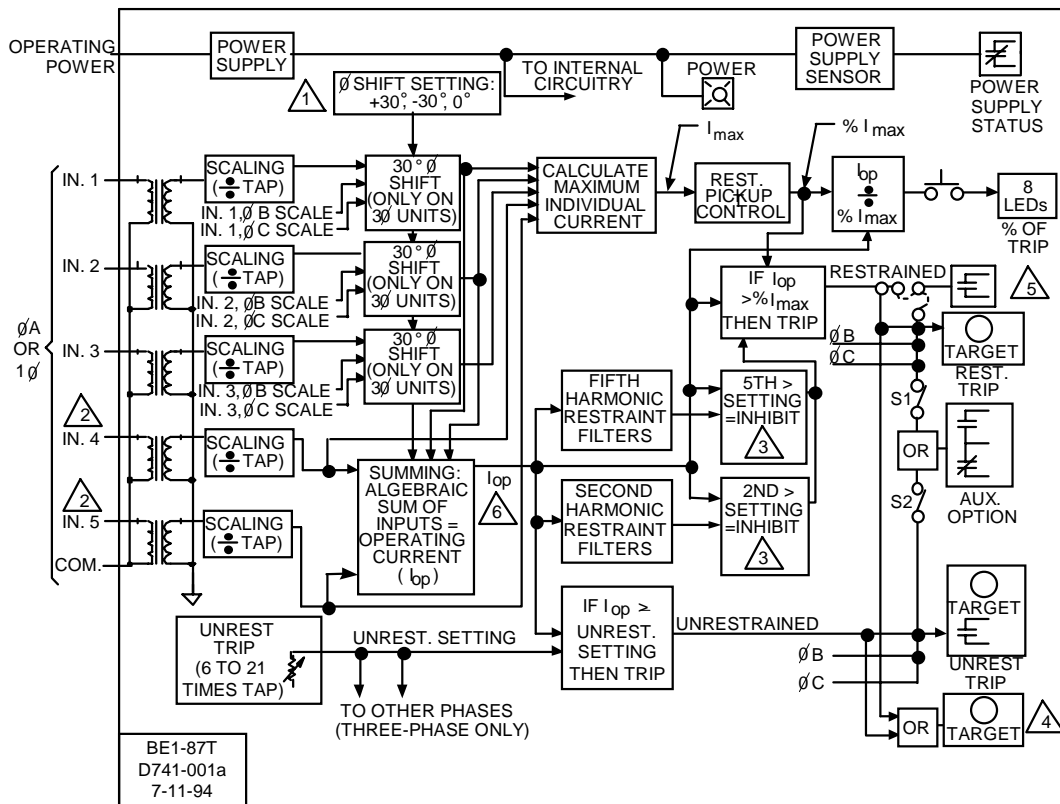 OPERATING
POWER
POWER
SUPPLY
TO INTERNAL
CIRCUITRY
POWER
POWER
SUPPLY
SENSOR
POWER
SUPPLY
STATUS
1
Ø SHIFT SETTING:
+30°, -30°, 0°
I max
% I max
ØA
OR
1Ø
IN. 1
SCALING
(÷ TAP)
IN. 1, ØB SCALE
IN. 1, ØC SCALE
30° Ø
SHIFT
(ONLY ON
3Ø UNITS)
CALCULATE
MAXIMUM
INDIVIDUAL
CURRENT
REST.
PICKUP
CONTROL
Iop
÷
% Imax
8
LEDs
% OF
TRIP
IN. 2
SCALING
(÷ TAP)
IN. 2, ØB SCALE
IN. 2, ØC SCALE
30° Ø
SHIFT
(ONLY ON
3Ø UNITS)
IF Iop
>%Imax
THEN TRIP
RESTRAINED
5
IN. 3
SCALING
(÷ TAP)
IN. 3, ØB SCALE
IN. 3, ØC SCALE
30° Ø
SHIFT
(ONLY ON
3Ø UNITS)
ØB
ØC
TARGET
REST.
TRIP
FIFTH
HARMONIC
RESTRAINT
FILTERS
5TH >
SETTING
=INHIBIT
3
S1
2
IN. 4
SCALING
(÷ TAP)
OR
AUX.
OPTION
SUMMING:
ALGEBRAIC
SUM OF
INPUTS =
OPERATING
CURRENT
( Iop)
Iop
6
SECOND
HARMONIC
RESTRAINT
FILTERS
2ND >
SETTING
=INHIBIT
3
S2
2
IN. 5
SCALING
(÷ TAP)
COM.
UNREST
TRIP
(6 TO 21
TIMES TAP)
UNREST. SETTING
IF Iop ≥
UNREST.
SETTING
THEN TRIP
UNRESTRAINED
TARGET
UNREST
TRIP
ØB
ØC
TO OTHER PHASES
(THREE-PHASE ONLY)
OR
TARGET
4
BE1-87T
D741-001a
7-11-94